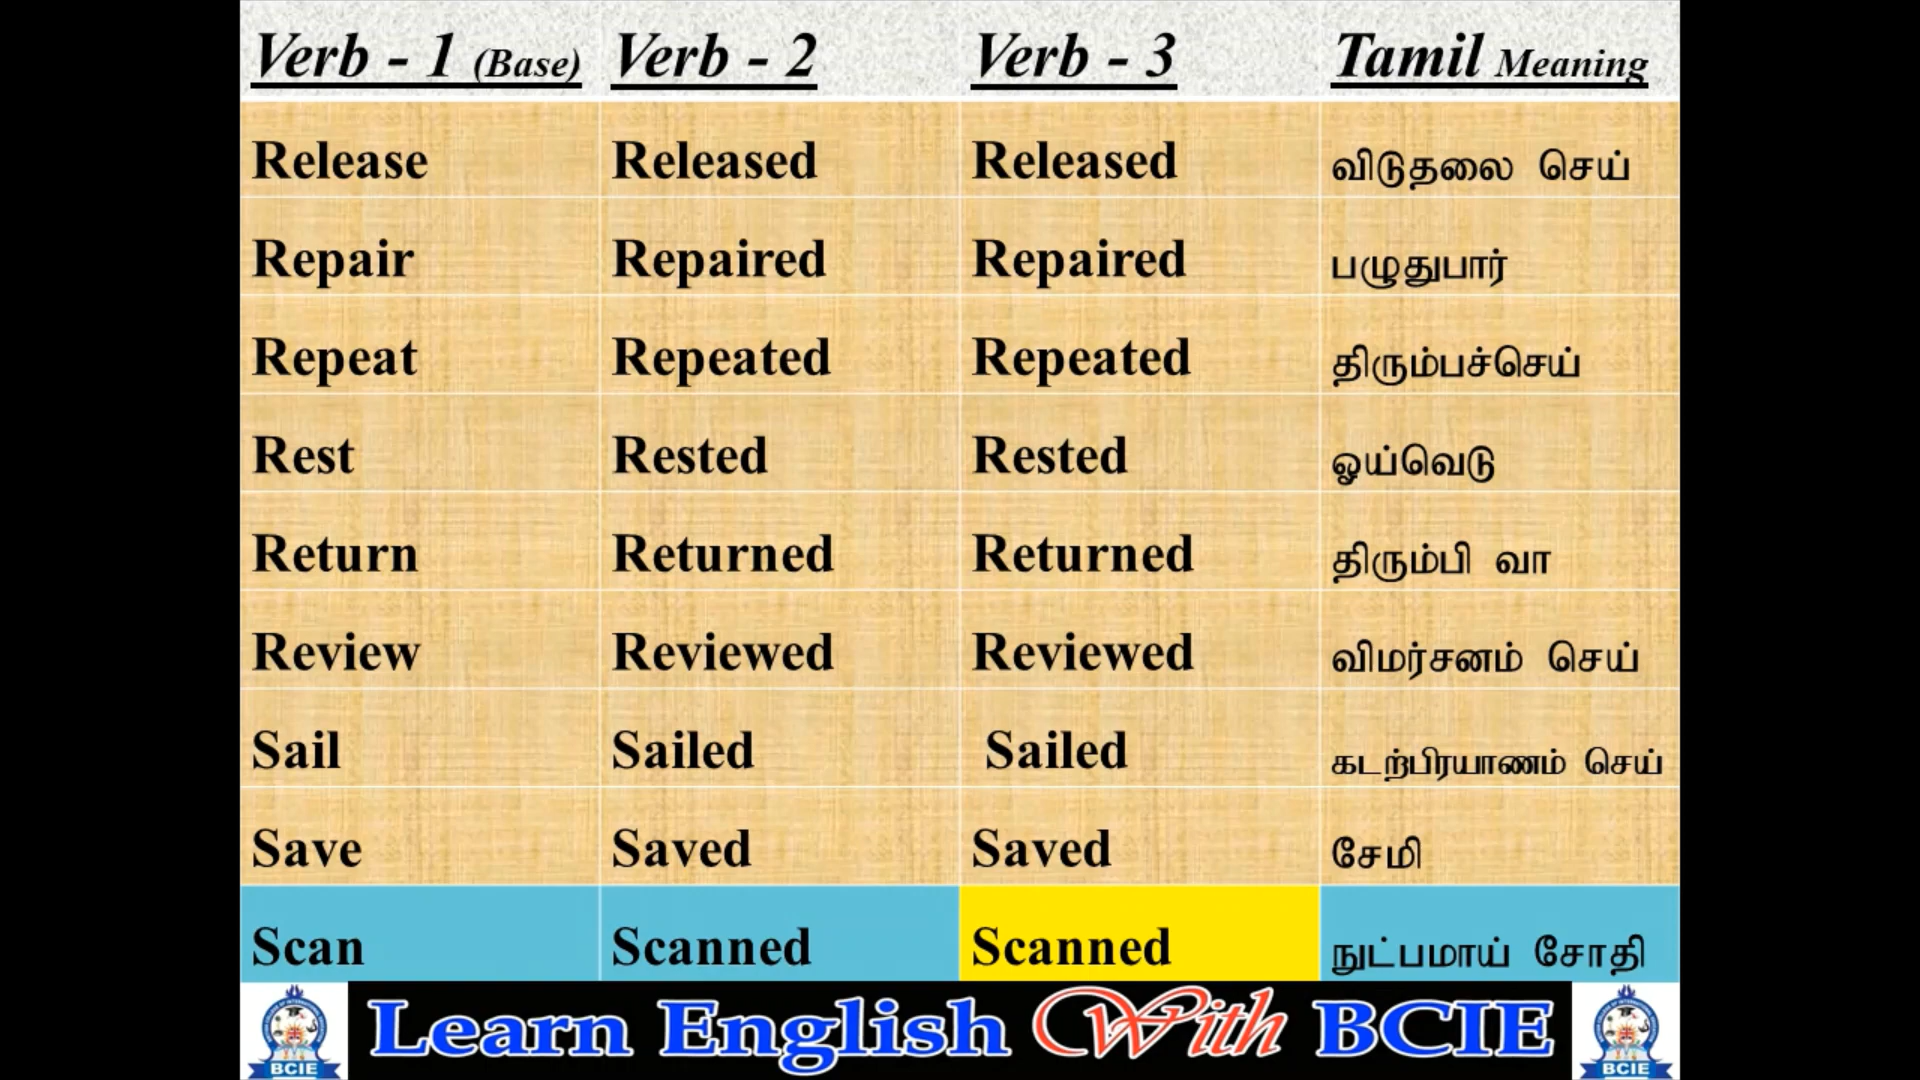 Verb - 1 (Base) Verb - 2 Verb - 3 Tamil Meaning
Release Released Released விடுதலை செய்
Repair Repaired Repaired பழுதுபார்
Repeat Repeated Repeated திரும்பச்செய்
Rest Rested Rested ஓய்வெடு
Return Returned Returned திரும்பி வா
Review Reviewed Reviewed விமர்சனம் செய்
Sail Sailed Sailed கடற்பிரயாணம் செய்
Save Saved Saved சேமி
Scan Scanned Scanned நுட்பமாய் சோதி
Learn English With BCIE
BCIE
BCIE